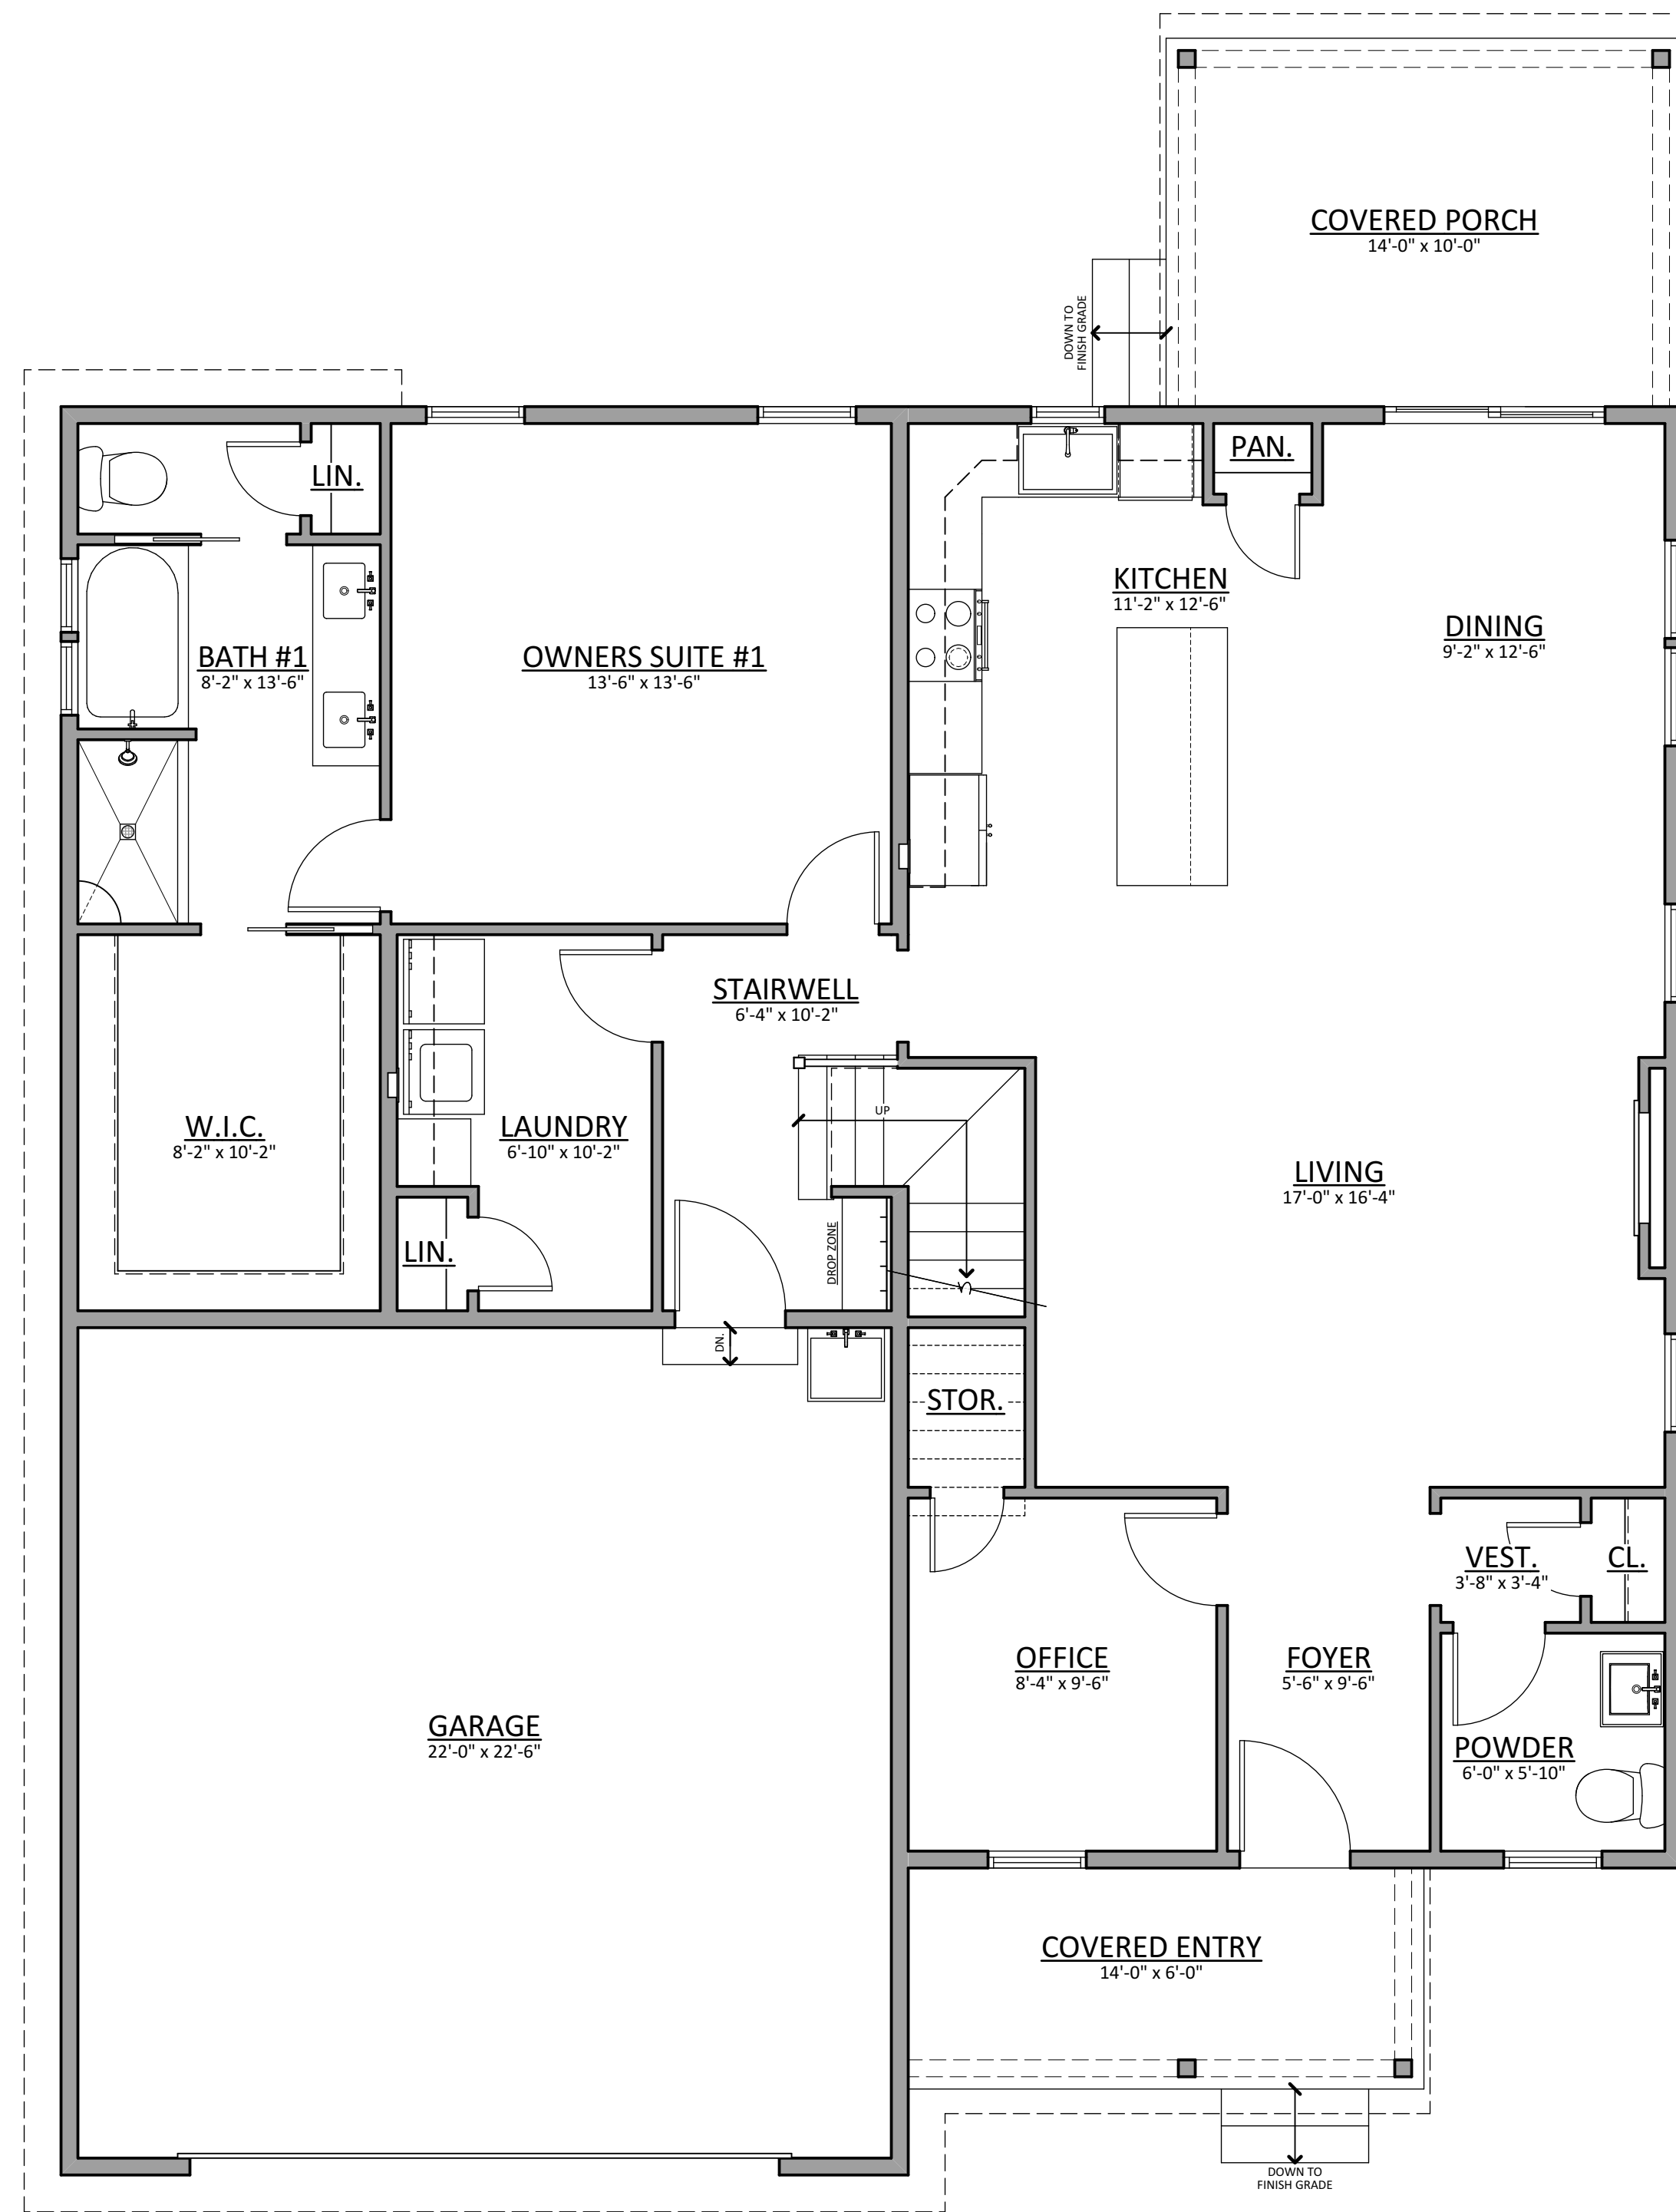 COVERED PORCH
14'-0" x 10'-0"
DOWN TO
FINISH GRADE
LIN.
PAN.
KITCHEN
11'-2" x 12'-6"
DINING
9'-2" x 12'-6"
BATH #1
8'-2" x 13'-6"
OWNERS SUITE #1
13'-6" x 13'-6"
STAIRWELL
6'-4" x 10'-2"
UP
W.I.C.
8'-2" x 10'-2"
LAUNDRY
6'-10" x 10'-2"
LIVING
17'-0" x 16'-4"
LIN.
DROP ZONE
DN.
STOR.
VEST.
3'-8" x 3'-4"
CL.
OFFICE
8'-4" x 9'-6"
FOYER
5'-6" x 9'-6"
GARAGE
22'-0" x 22'-6"
POWDER
6'-0" x 5'-10"
COVERED ENTRY
14'-0" x 6'-0"
DOWN TO
FINISH GRADE